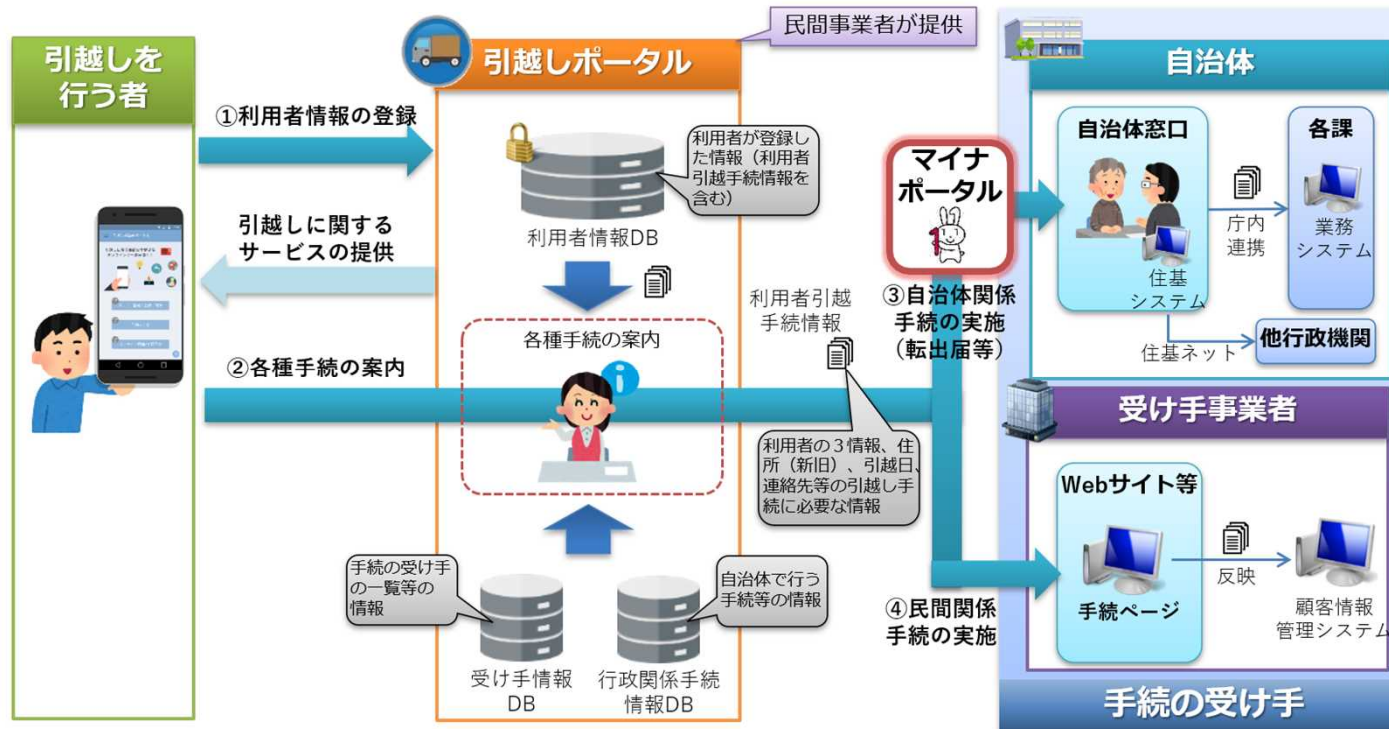 引越しを
行う者
①利用者情報の登録
引越しに関する
サービスの提供
②各種手続の案内
引越しポータル
民間事業者が提供
利用者が登録し
た情報（利用者
引越手続情報を
含む）
利用者情報DB
各種手続の案内
利用者引越
手続情報
利用者の３情報、住
所（新旧）、引越日、
連絡先等の引越し手
続に必要な情報
手続の受け手
の一覧等の
情報
自治体で行う
手続等の情報
受け手情報
DB
行政関係手続
情報DB
マイナ
ポータル
③自治体関係
手続の実施
（転出届等）
④民間関係
手続の実施
自治体
自治体窓口
住基
システム
庁内
連携
各課
業務
システム
住基ネット
他行政機関
受け手事業者
Webサイト等
手続ページ
反映
顧客情報
管理システム
手続の受け手